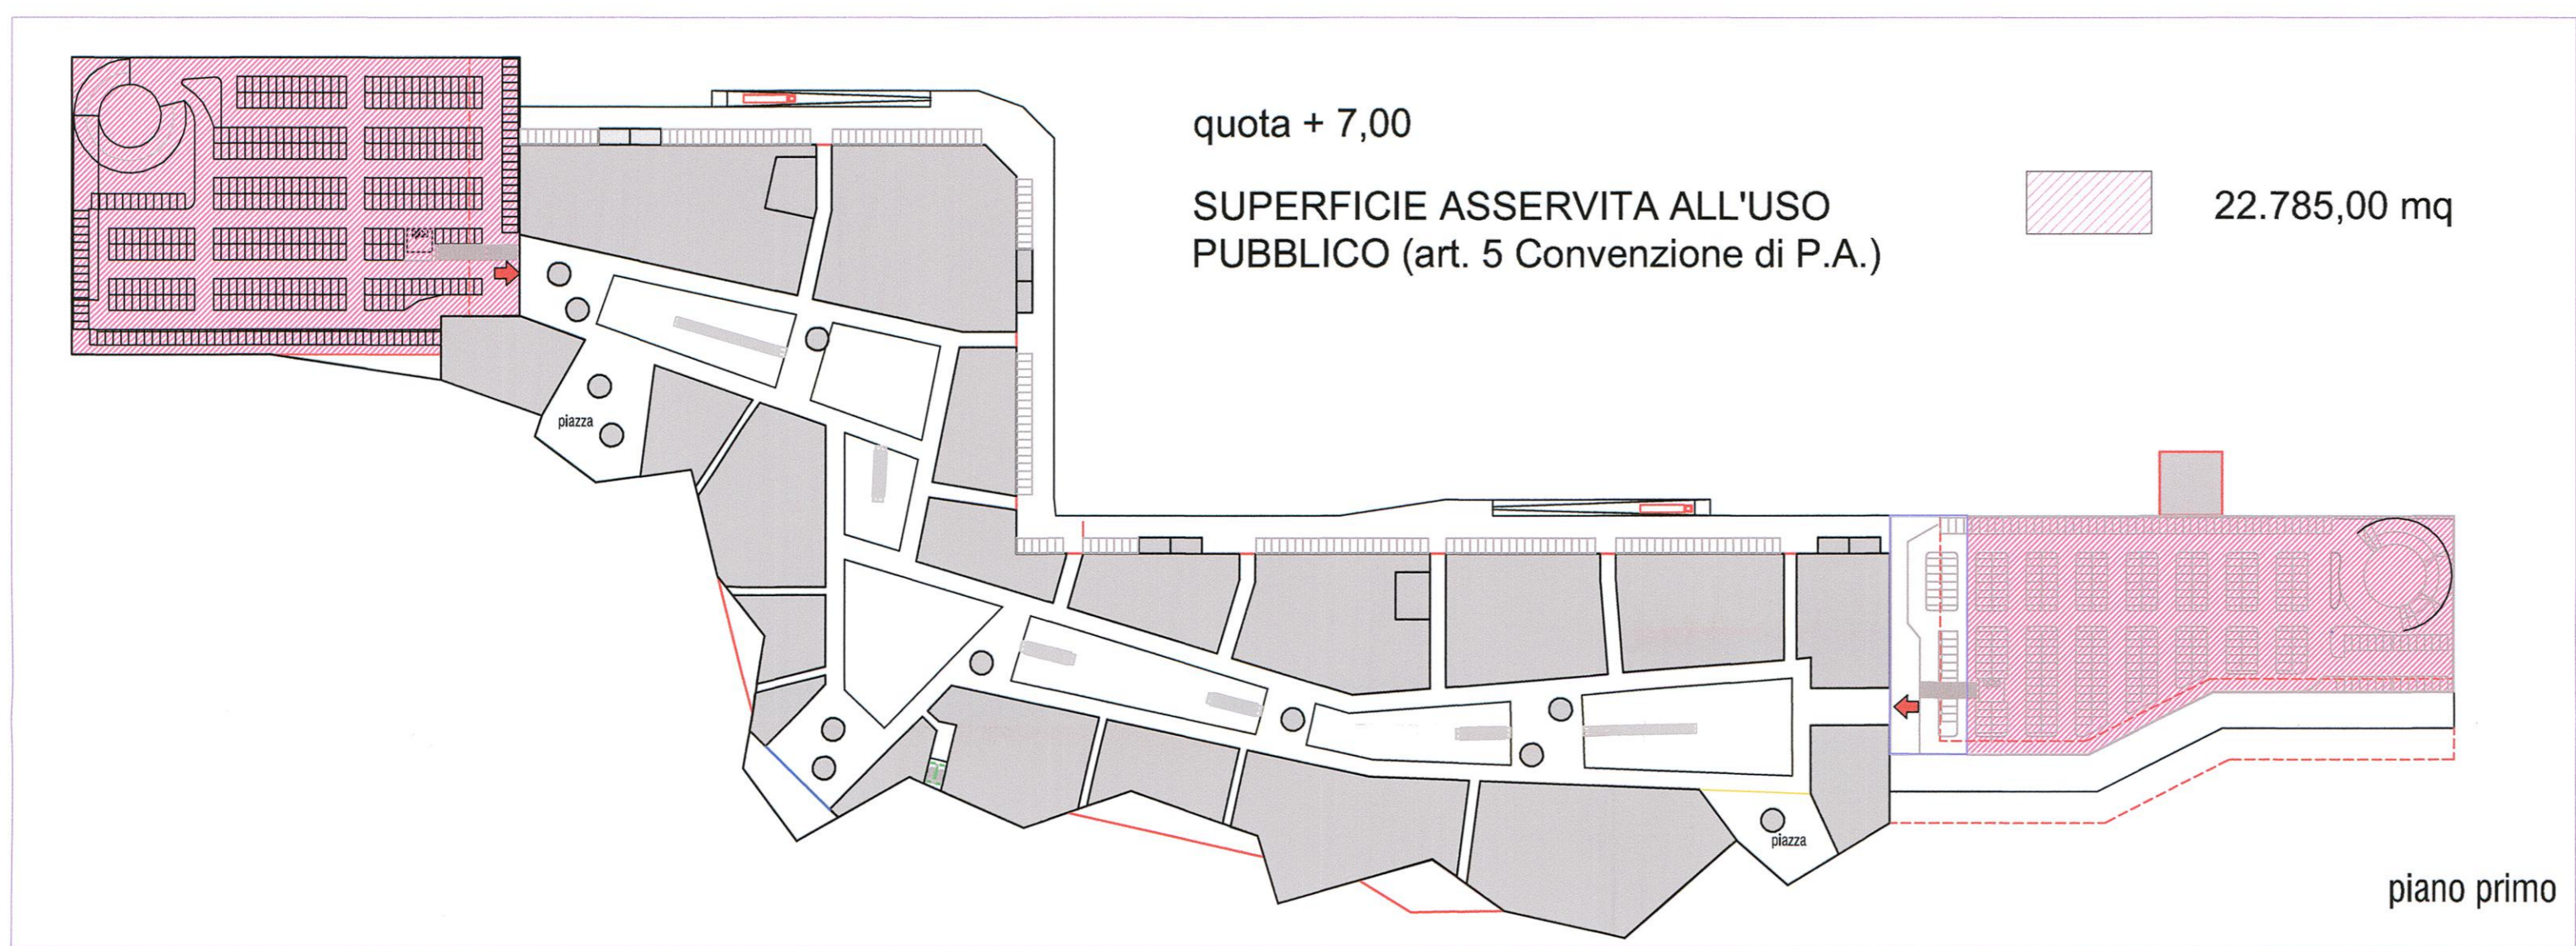 quota + 7,00
SUPERFICIE ASSERVITA ALL'USO
PUBBLICO (art. 5 Convenzione di P.A.)
22.785,00 mq
piazza
piazza
piano primo